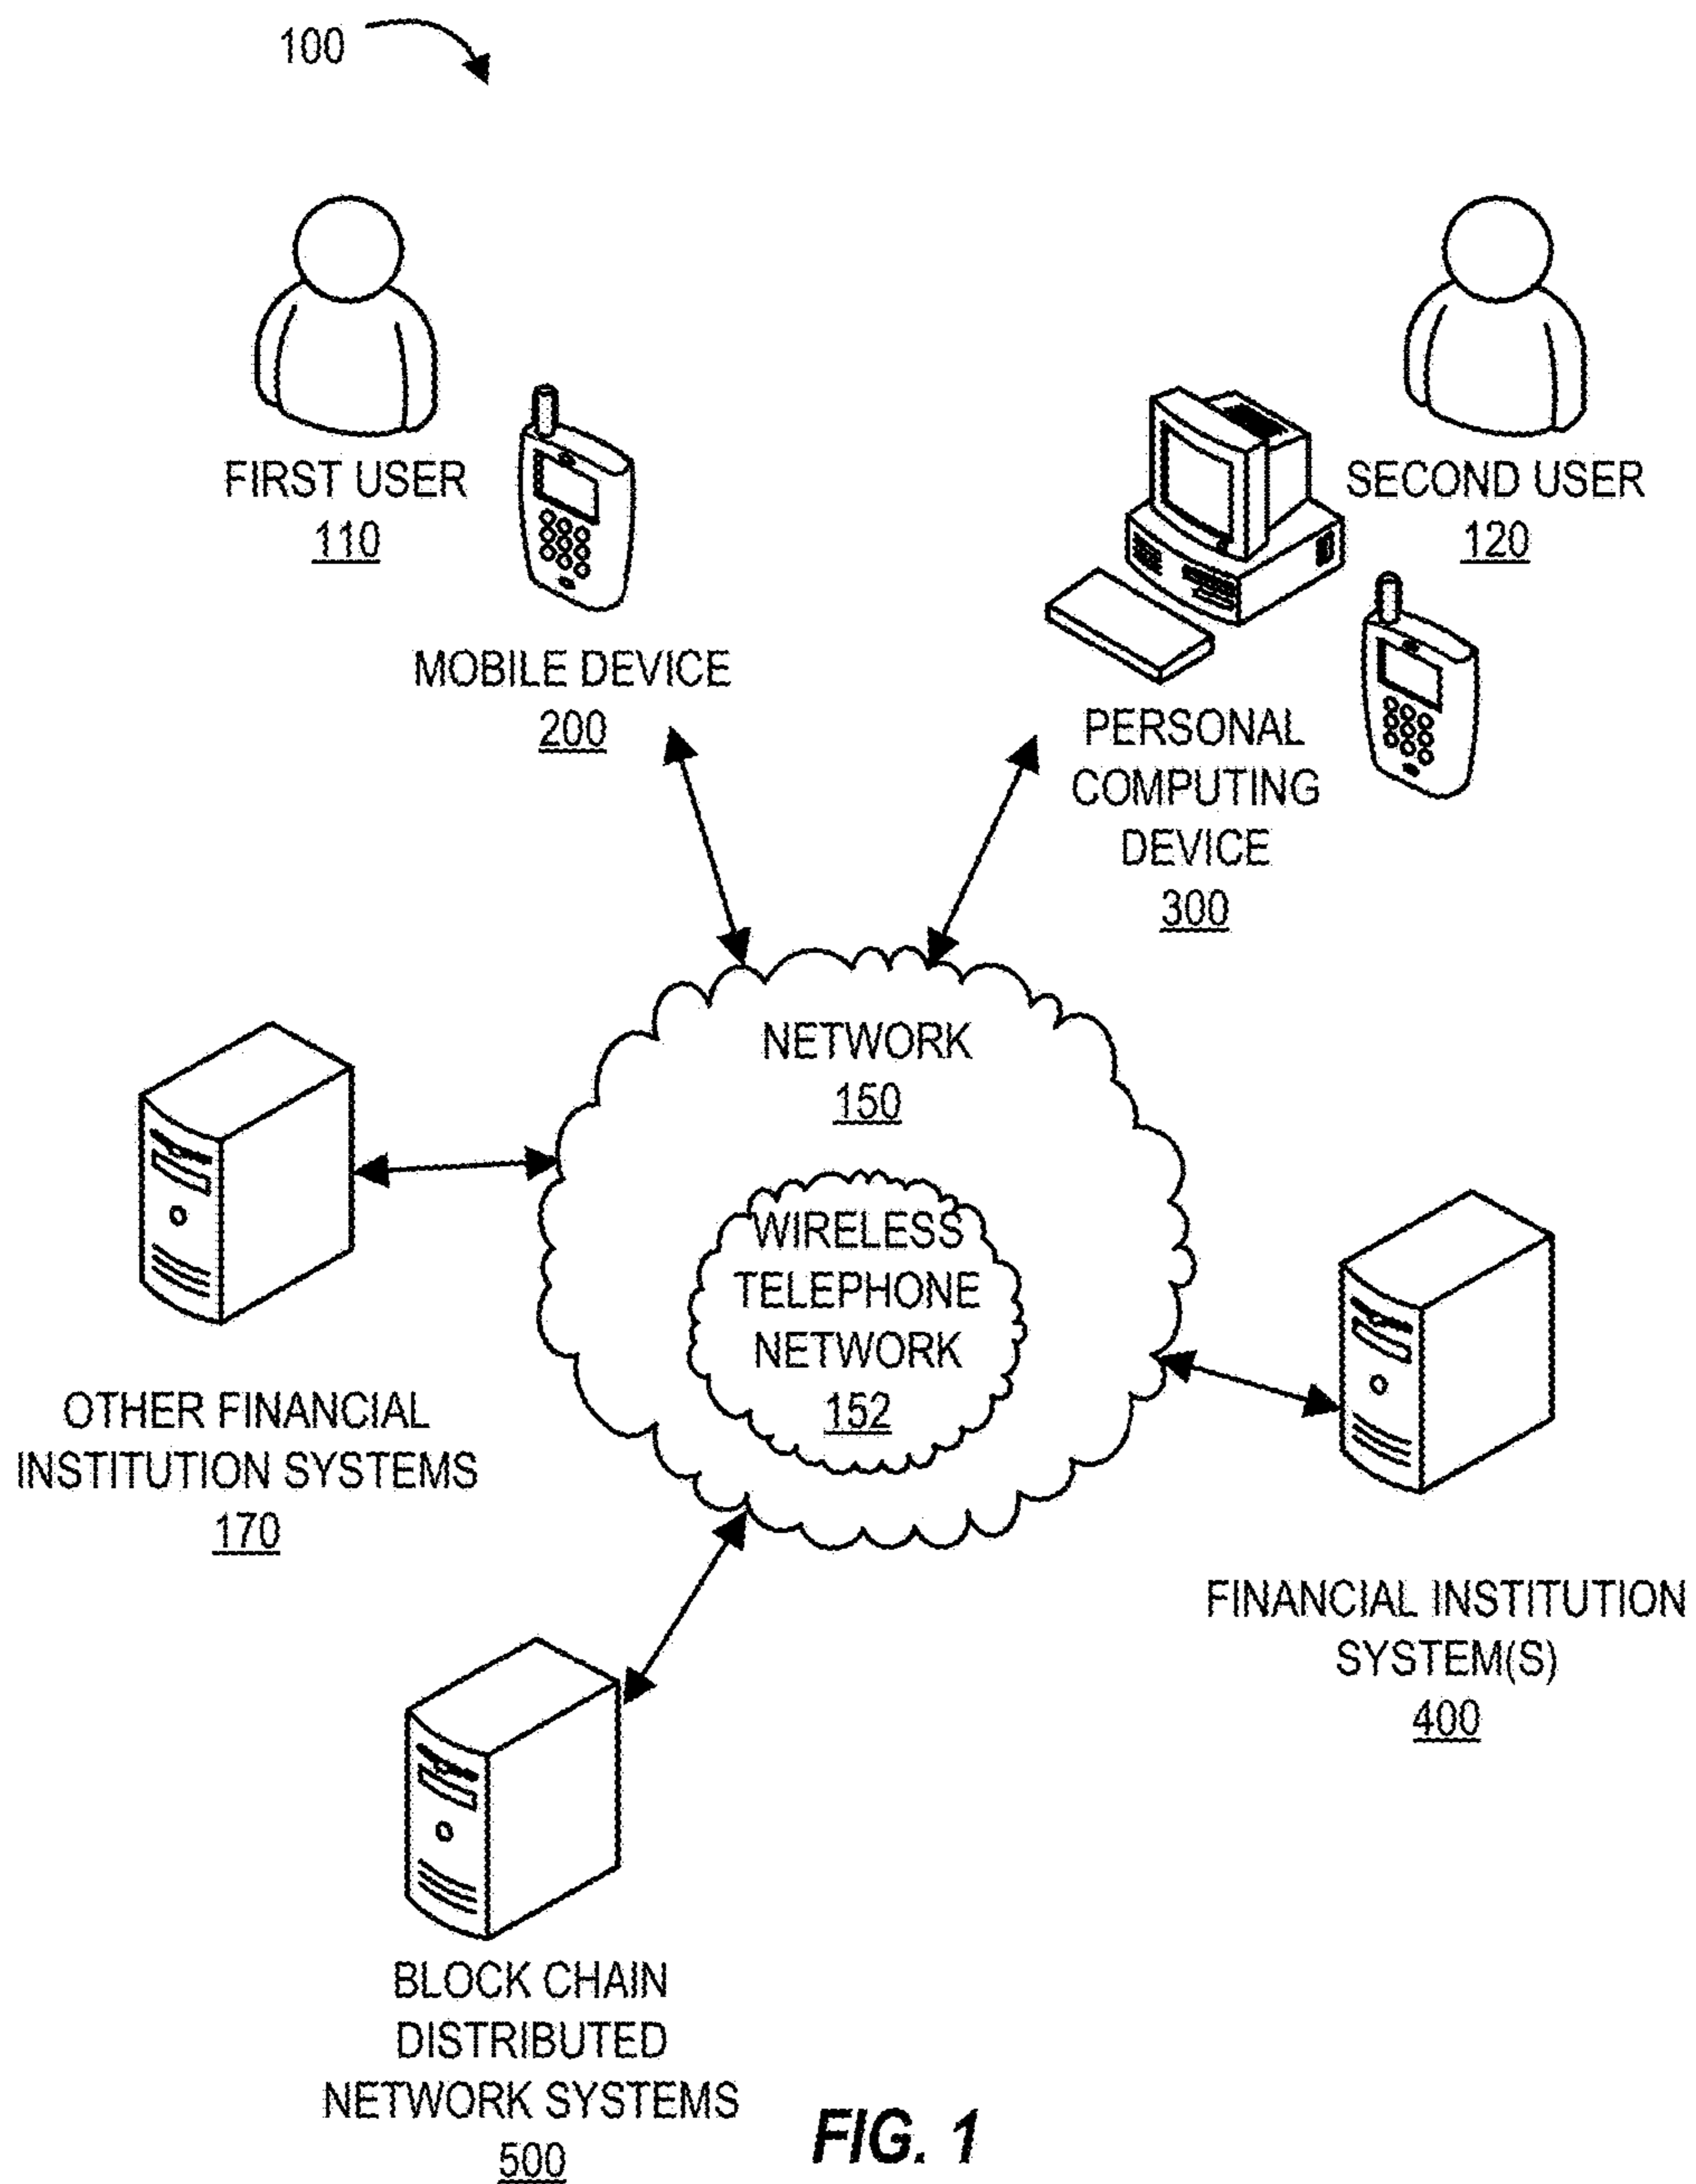 100
FIRST USER
110
SECOND USER
120
MOBILE DEVICE
200
PERSONAL
COMPUTING
DEVICE
300
NETWORK
150
WIRELESS
TELEPHONE
NETWORK
152
OTHER FINANCIAL
INSTITUTION SYSTEMS
170
FINANCIAL INSTITUTION
SYSTEM(S)
400
BLOCK CHAIN
DISTRIBUTED
NETWORK SYSTEMS
500
FIG. 1